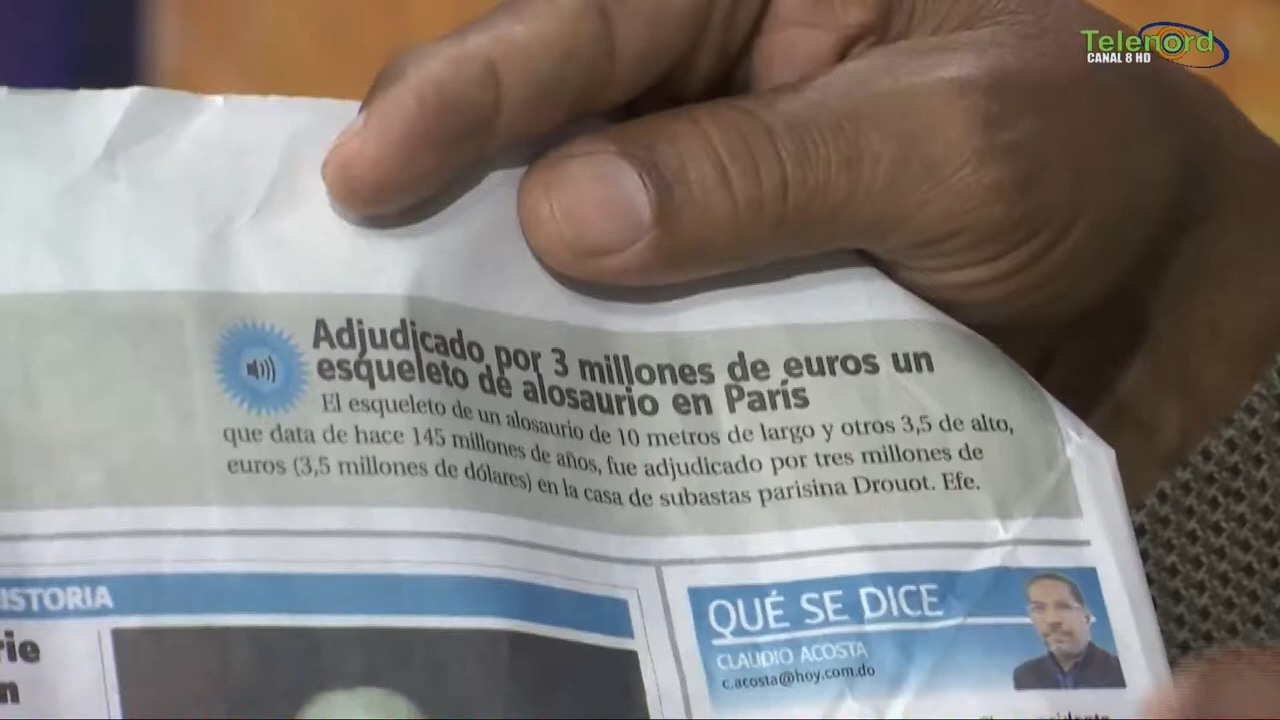 Telenord
CANAL 8 HD
Adjudicado por 3 millones de euros un
esqueleto de alosaurio en París
El esqueleto de un alosaurio de 10 metros de largo y otros 3,5 de alto,
que data de hace 145 millones de años, fue adjudicado por tres millones de
euros (3,5 millones de dólares) en la casa de subastas parisina Drouot. Efe.
ISTORIA
rie
n
QUÉ SE DICE
CLAUDIO ACOSTA
c.acosta@hoy.com.do